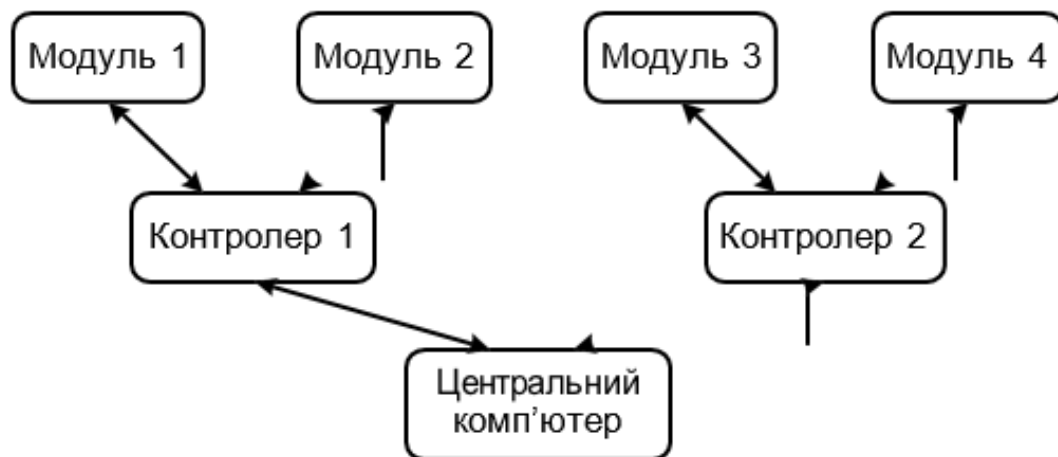 Модуль 1
Модуль 2
Модуль 3
Модуль 4
Контролер 1
Контролер 2
Центральний
комп’ютер